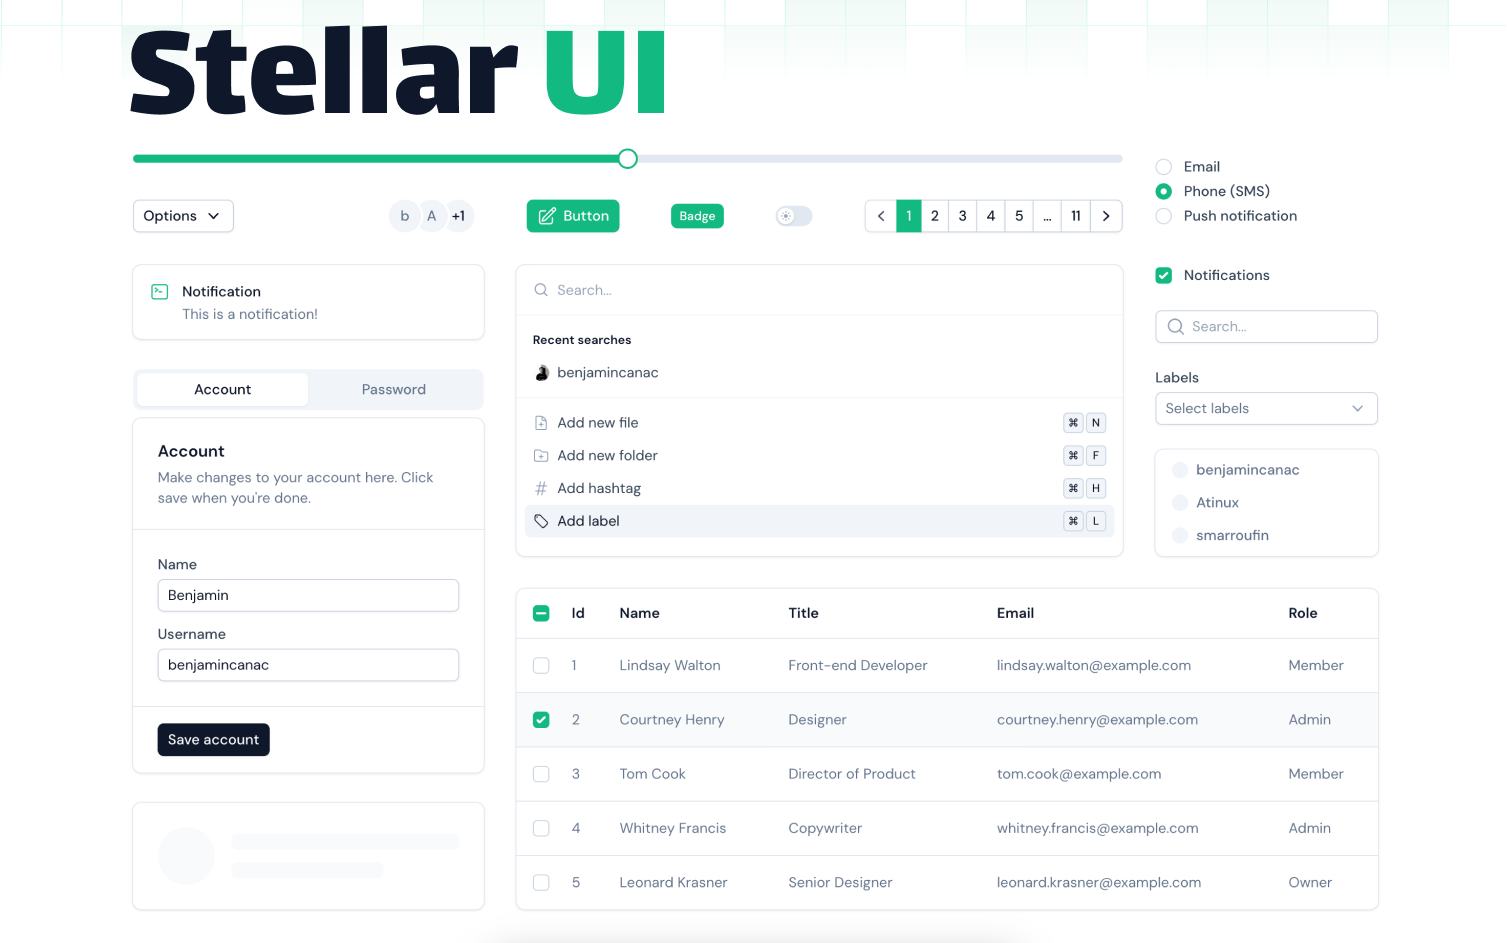 Stellar UI
Email
Phone (SMS)
Push notification
Options
b A +1
Button
Badge
1 2 3 4 5 ... 11
Notification
This is a notification!
Search...
Notifications
Search...
Recent searches
benjamincanac
Account Password
Labels
Select labels
Account
Make changes to your account here. Click
save when you're done.
Add new file ⌘ N
Add new folder ⌘ F
Add hashtag ⌘ H
Add label ⌘ L
benjamincanac
Atinux
smarroufin
Name
Benjamin
Username
benjamincanac
Save account
Id Name Title Email Role
1 Lindsay Walton Front-end Developer lindsay.walton@example.com Member
2 Courtney Henry Designer courtney.henry@example.com Admin
3 Tom Cook Director of Product tom.cook@example.com Member
4 Whitney Francis Copywriter whitney.francis@example.com Admin
5 Leonard Krasner Senior Designer leonard.krasner@example.com Owner